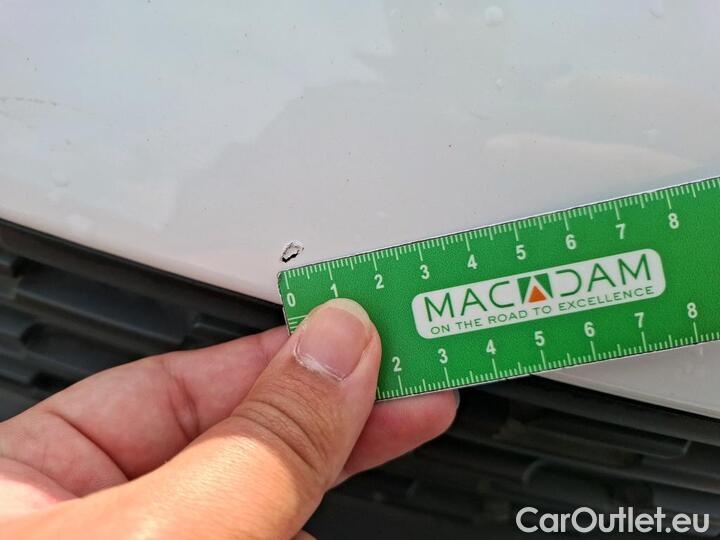 0 1 2 3 4 5 6 7 8
MACADAM
ON THE ROAD TO EXCELLENCE
2 3 4 5 6 7 8
CarOutlet.eu